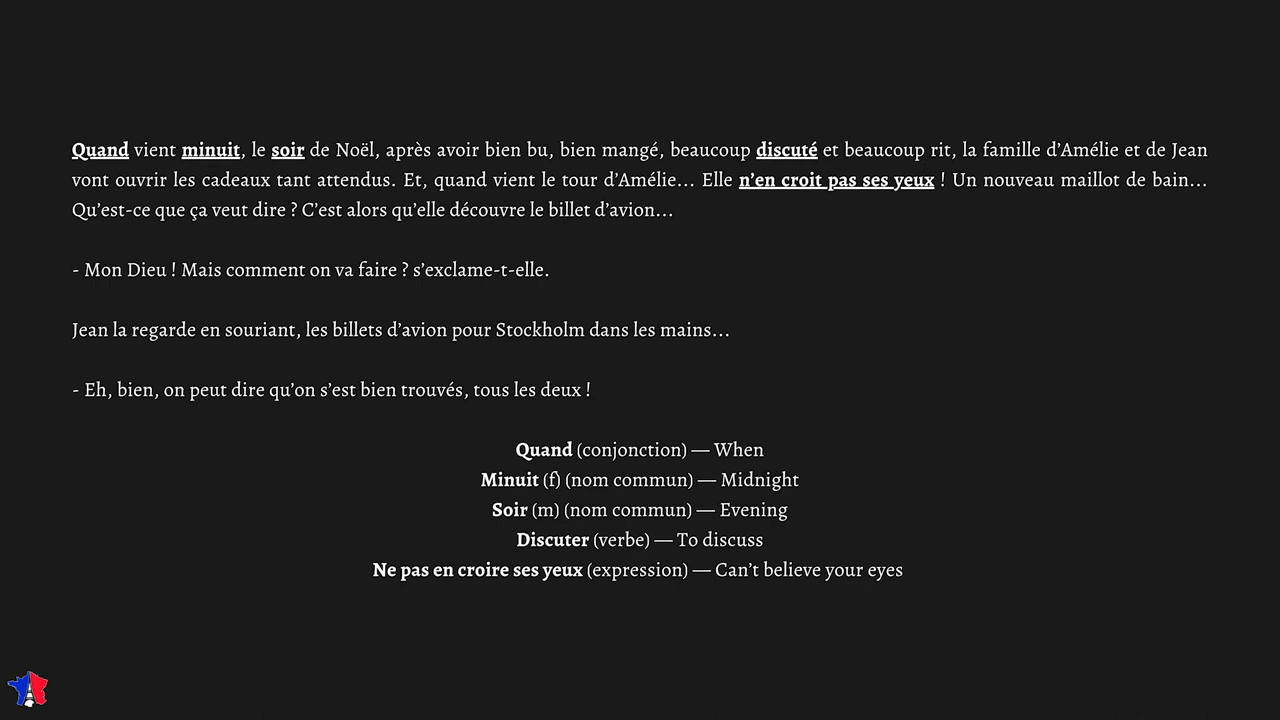 Quand vient minuit, le soir de Noël, après avoir bien bu, bien mangé, beaucoup discuté et beaucoup rit, la famille d’Amélie et de Jean
vont ouvrir les cadeaux tant attendus. Et, quand vient le tour d’Amélie… Elle n’en croit pas ses yeux ! Un nouveau maillot de bain…
Qu’est-ce que ça veut dire ? C’est alors qu’elle découvre le billet d’avion…
- Mon Dieu ! Mais comment on va faire ? s’exclame-t-elle.
Jean la regarde en souriant, les billets d’avion pour Stockholm dans les mains…
- Eh, bien, on peut dire qu’on s’est bien trouvés, tous les deux !
Quand (conjonction) — When
Minuit (f) (nom commun) — Midnight
Soir (m) (nom commun) — Evening
Discuter (verbe) — To discuss
Ne pas en croire ses yeux (expression) — Can’t believe your eyes